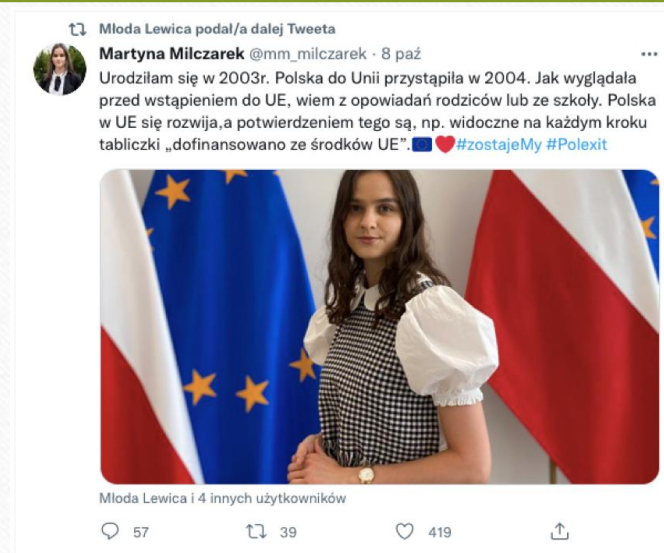 Młoda Lewica podał/a dalej Tweeta
Martyna Milczarek @mm_milczarek · 8 paź
Urodziłam się w 2003r. Polska do Unii przystąpiła w 2004. Jak wyglądała
przed wstąpieniem do UE, wiem z opowiadań rodziców lub ze szkoły. Polska
w UE się rozwija,a potwierdzeniem tego są, np. widoczne na każdym kroku
tabliczki „dofinansowano ze środków UE”.🇪🇺❤️#zostajeMy #Polexit
Młoda Lewica i 4 innych użytkowników
57 39 419